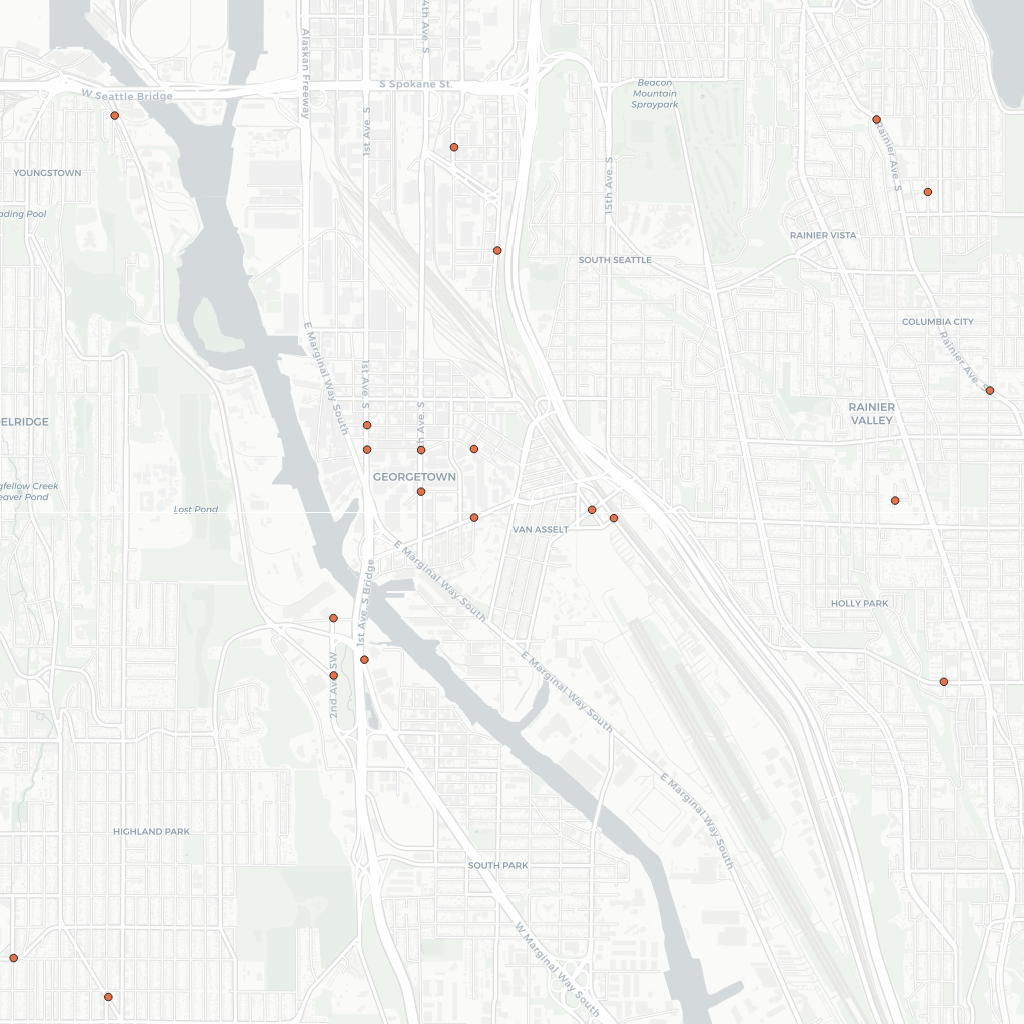 4th Ave. S
Alaskan Freeway
S Spokane St.
W Seattle Bridge
Beacon
Mountain
Spraypark
1st Ave. S
Rainier Ave. S
YOUNGSTOWN
15th Ave. S
ading Pool
RAINIER VISTA
SOUTH SEATTLE
COLUMBIA CITY
E Marginal Way South
Rainier Ave. S
1st Ave. S
h Ave. S
RAINIER
VALLEY
ELRIDGE
GEORGETOWN
gfellow Creek
eaver Pond
Lost Pond
VAN ASSELT
E Marginal Way South
1st Ave. S Bridge
HOLLY PARK
E Marginal Way South
2nd Ave. SW
E Marginal Way South
HIGHLAND PARK
SOUTH PARK
W Marginal Way South